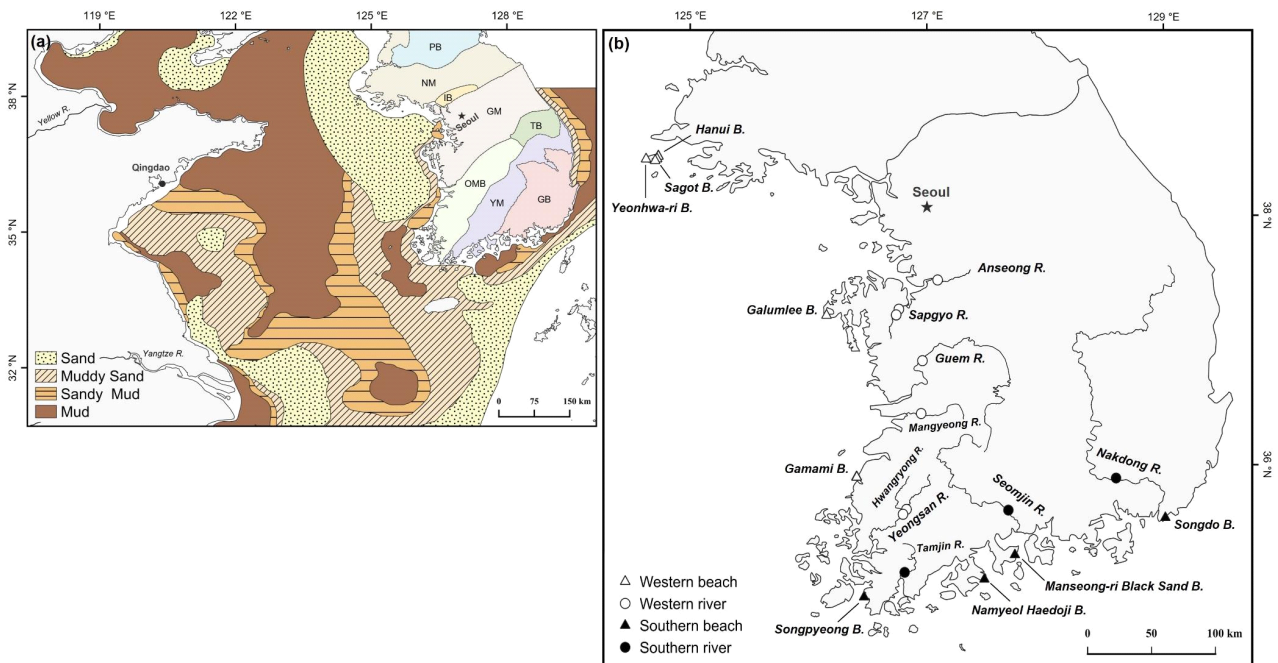 119 °E
122 °E
125 °E
128 °E
(a)
38 °N
35 °N
32 °N
PB
NM
IB
GM
Seoul
TB
OMB
YM
GB
Yellow R.
Qingdao
Yangtze R.
Sand
Muddy Sand
Sandy Mud
Mud
0 75 150 km
125 °E
127 °E
129 °E
(b)
38 °N
36 °N
Hanui B.
Sagot B.
Yeonhwa-ri B.
Seoul
Anseong R.
Galumlee B.
Sapgyo R.
Guem R.
Mangyeong R.
Gamami B.
Hwangryong R.
Yeongsan R.
Seomjin R.
Nakdong R.
Songdo B.
Tamjin R.
Manseong-ri Black Sand B.
Namyeol Haedoji B.
Songpyeong B.
Western beach
Western river
Southern beach
Southern river
0 50 100 km